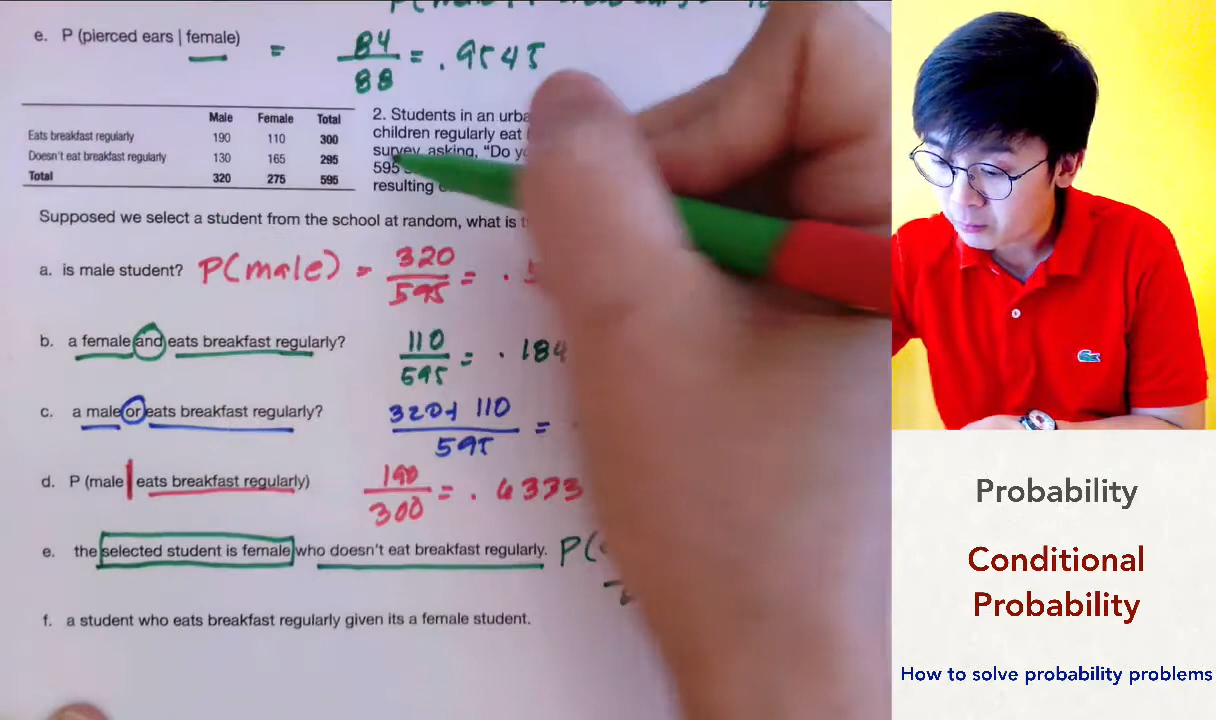 e. P (pierced ears | female) = 84/88 = .9545
Male Female Total
Eats breakfast regularly 190 110 300
Doesn't eat breakfast regularly 130 165 295
Total 320 275 595
2. Students in an urba
children regularly eat
survey, asking, "Do yo
595
resulting
Supposed we select a student from the school at random, what is
a. is male student? P(male) = 320/595 = .5
b. a female and eats breakfast regularly? 110/595 = .184
c. a male or eats breakfast regularly? 320+ 110/595 =
d. P (male | eats breakfast regularly) 190/300 = .6333
e. the selected student is female who doesn't eat breakfast regularly. P(
f. a student who eats breakfast regularly given its a female student.
Probability
Conditional
Probability
How to solve probability problems